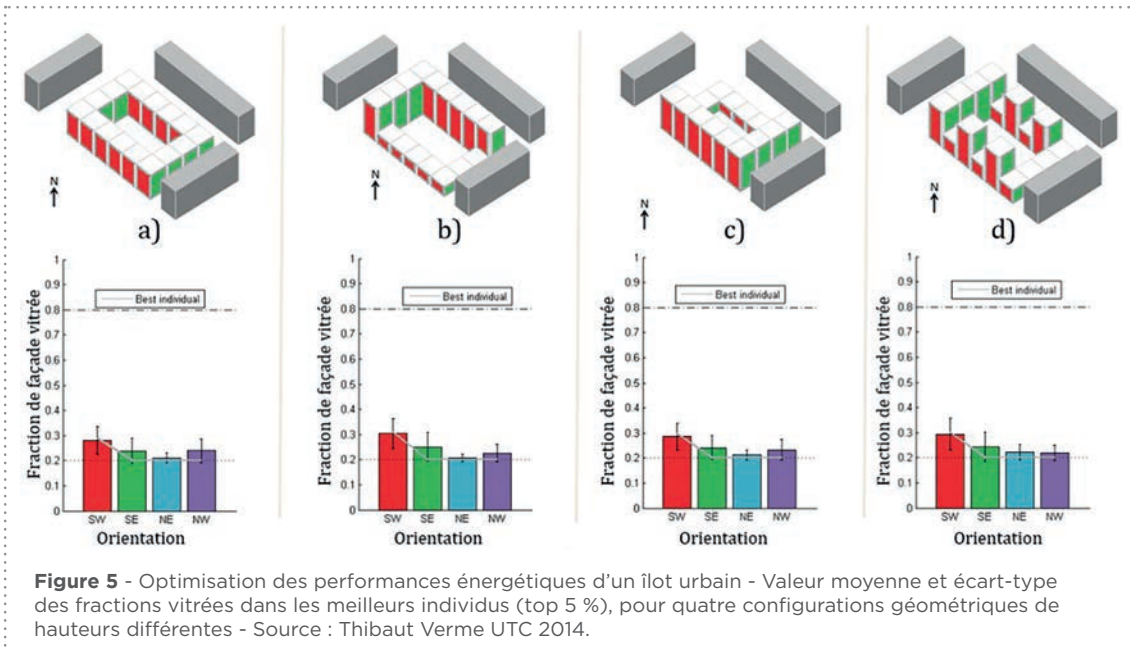 N
a)
N
b)
N
c)
N
d)
Fraction de façade vitrée
1
0.9
0.8
0.7
0.6
0.5
0.4
0.3
0.2
0.1
0
Best individual
SW SE NE NW
Orientation
Fraction de façade vitrée
1
0.9
0.8
0.7
0.6
0.5
0.4
0.3
0.2
0.1
0
Best individual
SW SE NE NW
Orientation
Fraction de façade vitrée
1
0.9
0.8
0.7
0.6
0.5
0.4
0.3
0.2
0.1
0
Best individual
SW SE NE NW
Orientation
Fraction de façade vitrée
1
0.9
0.8
0.7
0.6
0.5
0.4
0.3
0.2
0.1
0
Best individual
SW SE NE NW
Orientation
Figure 5 - Optimisation des performances énergétiques d'un îlot urbain - Valeur moyenne et écart-type
des fractions vitrées dans les meilleurs individus (top 5 %), pour quatre configurations géométriques de
hauteurs différentes - Source : Thibaut Verme UTC 2014.